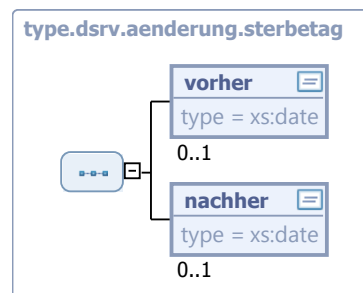 type.dsrv.aenderung.sterbetag
vorher
type = xs:date
0..1
nachher
type = xs:date
0..1